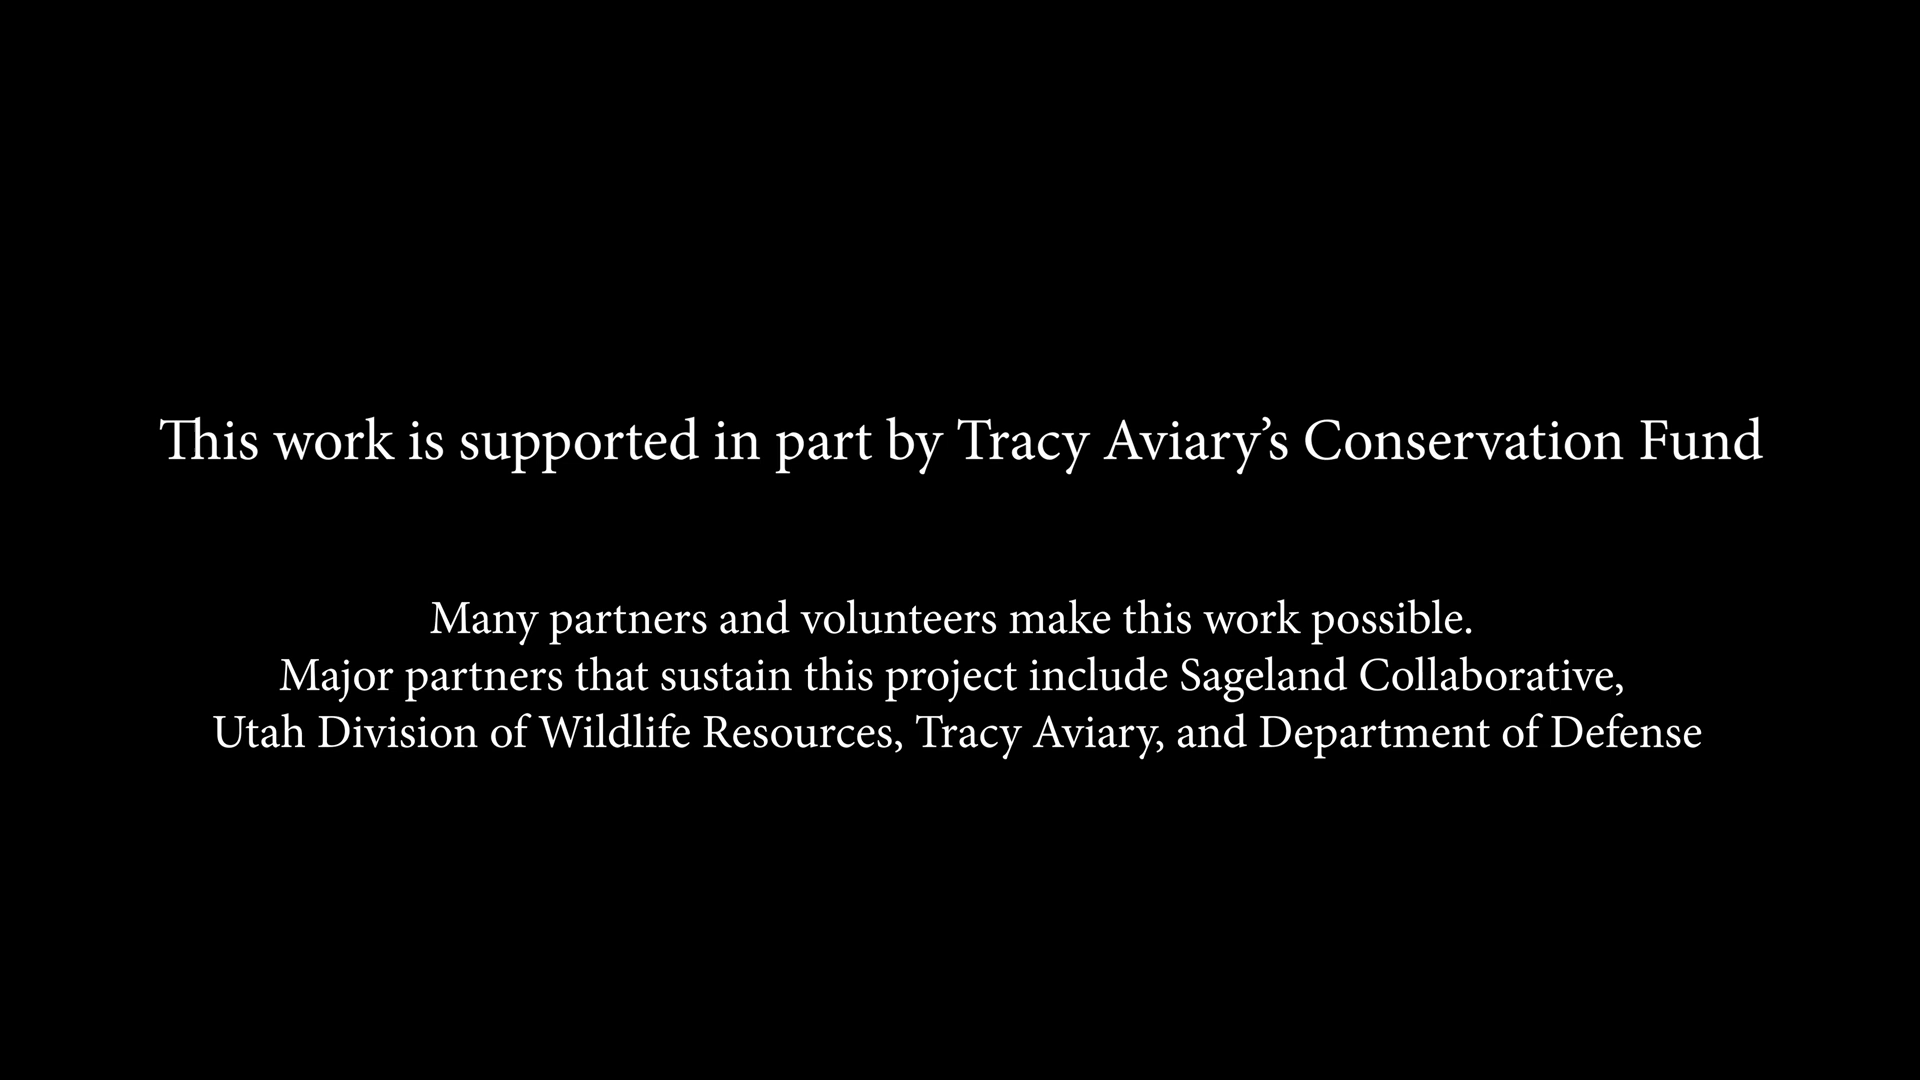 This work is supported in part by Tracy Aviary’s Conservation Fund
Many partners and volunteers make this work possible.
Major partners that sustain this project include Sageland Collaborative,
Utah Division of Wildlife Resources, Tracy Aviary, and Department of Defense